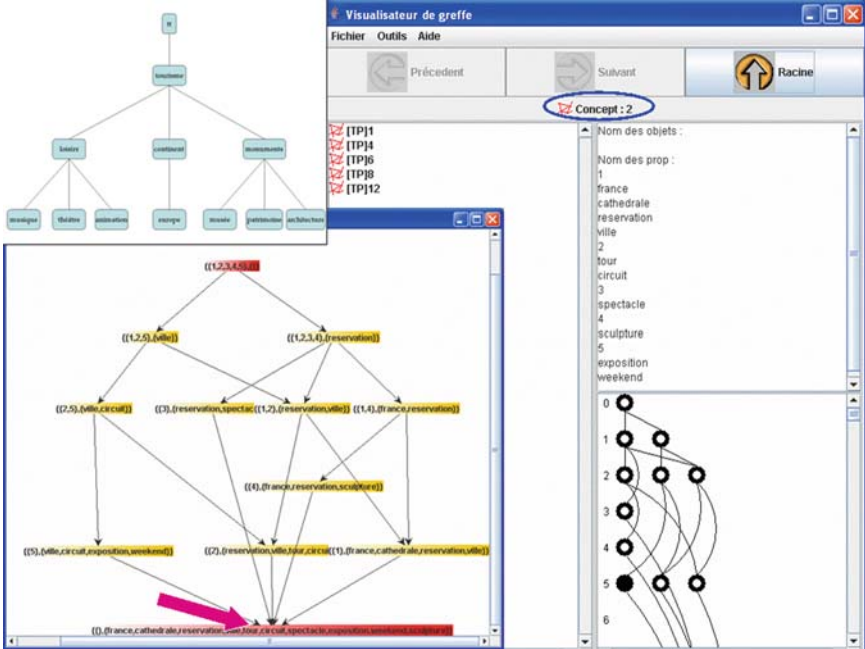 tt
tourisme
loisirs
continent
monuments
musique
théâtre
animation
europe
musée
patrimoine
architecture
Visualisateur de greffe
Fichier Outils Aide
Précedent
Suivant
Racine
Concept : 2
[TP]1
[TP]4
[TP]6
[TP]8
[TP]12
Nom des objets :
Nom des prop :
1
france
cathedrale
reservation
ville
2
tour
circuit
3
spectacle
4
sculpture
5
exposition
weekend
({1,2,3,4,5},{})
({1,2,5},{ville})
({1,2,3,4},{reservation})
({2,5},{ville,circuit})
({3},{reservation,spectac
({1,2},{reservation,ville})
({1,4},{france,reservation})
({4},{france,reservation,sculpture})
({5},{ville,circuit,exposition,weekend})
({2},{reservation,ville,tour,circui
({1},{france,cathedrale,reservation,ville})
({},{france,cathedrale,reservation,ville,tour,circuit,spectacle,exposition,weekend,sculpture})
0
1
2
3
4
5
6